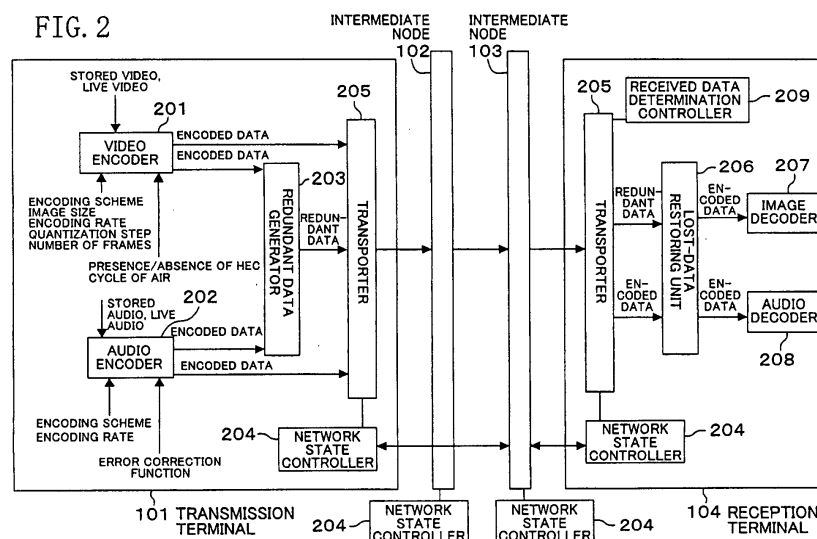 FIG. 2
INTERMEDIATE
NODE
102
INTERMEDIATE
NODE
103
STORED VIDEO,
LIVE VIDEO
201
VIDEO
ENCODER
ENCODED DATA
ENCODED DATA
ENCODING SCHEME
IMAGE SIZE
ENCODING RATE
QUANTIZATION STEP
NUMBER OF FRAMES
PRESENCE/ABSENCE OF HEC
CYCLE OF AIR
203
REDUNDANT DATA
GENERATOR
REDUN-
DANT
DATA
205
TRANSPORTER
STORED
AUDIO, LIVE
AUDIO
202
AUDIO
ENCODER
ENCODED DATA
ENCODED DATA
ENCODING SCHEME
ENCODING RATE
ERROR CORRECTION
FUNCTION
204
NETWORK
STATE
CONTROLLER
101 TRANSMISSION
TERMINAL
204
NETWORK
STATE
CONTROLLER
NETWORK
STATE
CONTROLLER
204
205
TRANSPORTER
RECEIVED DATA
DETERMINATION
CONTROLLER
209
REDUNDANT
DATA
ENCODED
DATA
206
LOST-DATA
RESTORING UNIT
EN-
CODED
DATA
EN-
CODED
DATA
207
IMAGE
DECODER
AUDIO
DECODER
208
NETWORK
STATE
CONTROLLER
204
104 RECEPTION
TERMINAL